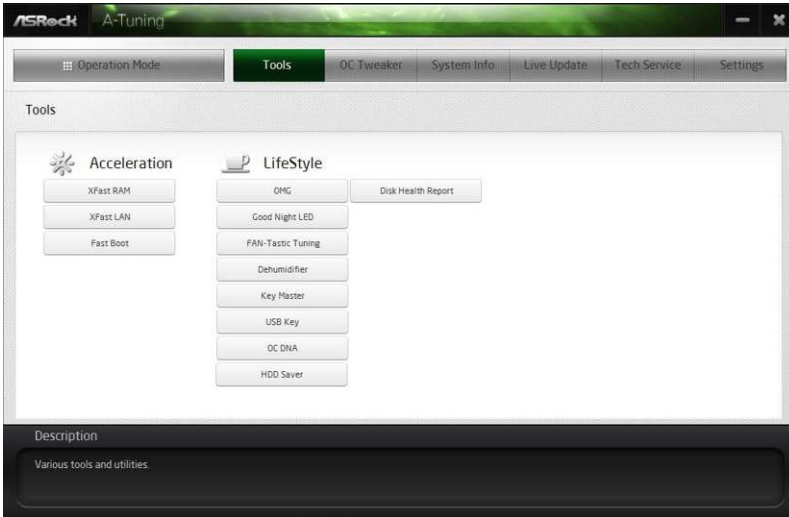 ASRock A-Tuning
Operation Mode Tools OC Tweaker System Info Live Update Tech Service Settings
Tools
Acceleration
XFast RAM
XFast LAN
Fast Boot
LifeStyle
OMG
Good Night LED
FAN-Tastic Tuning
Dehumidifier
Key Master
USB Key
OC DNA
HDD Saver
Disk Health Report
Description
Various tools and utilities.